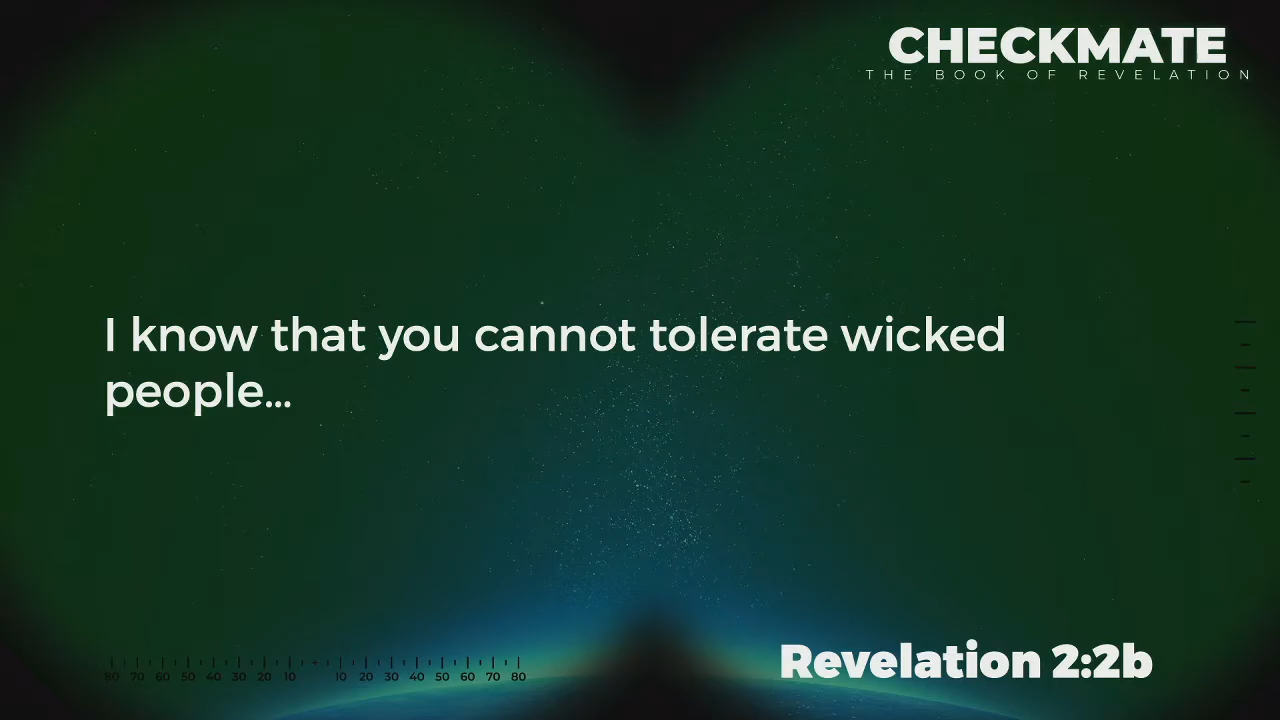 CHECKMATE
THE BOOK OF REVELATION
I know that you cannot tolerate wicked
people...
Revelation 2:2b
80 70 60 50 40 30 20 10 10 20 30 40 50 60 70 80